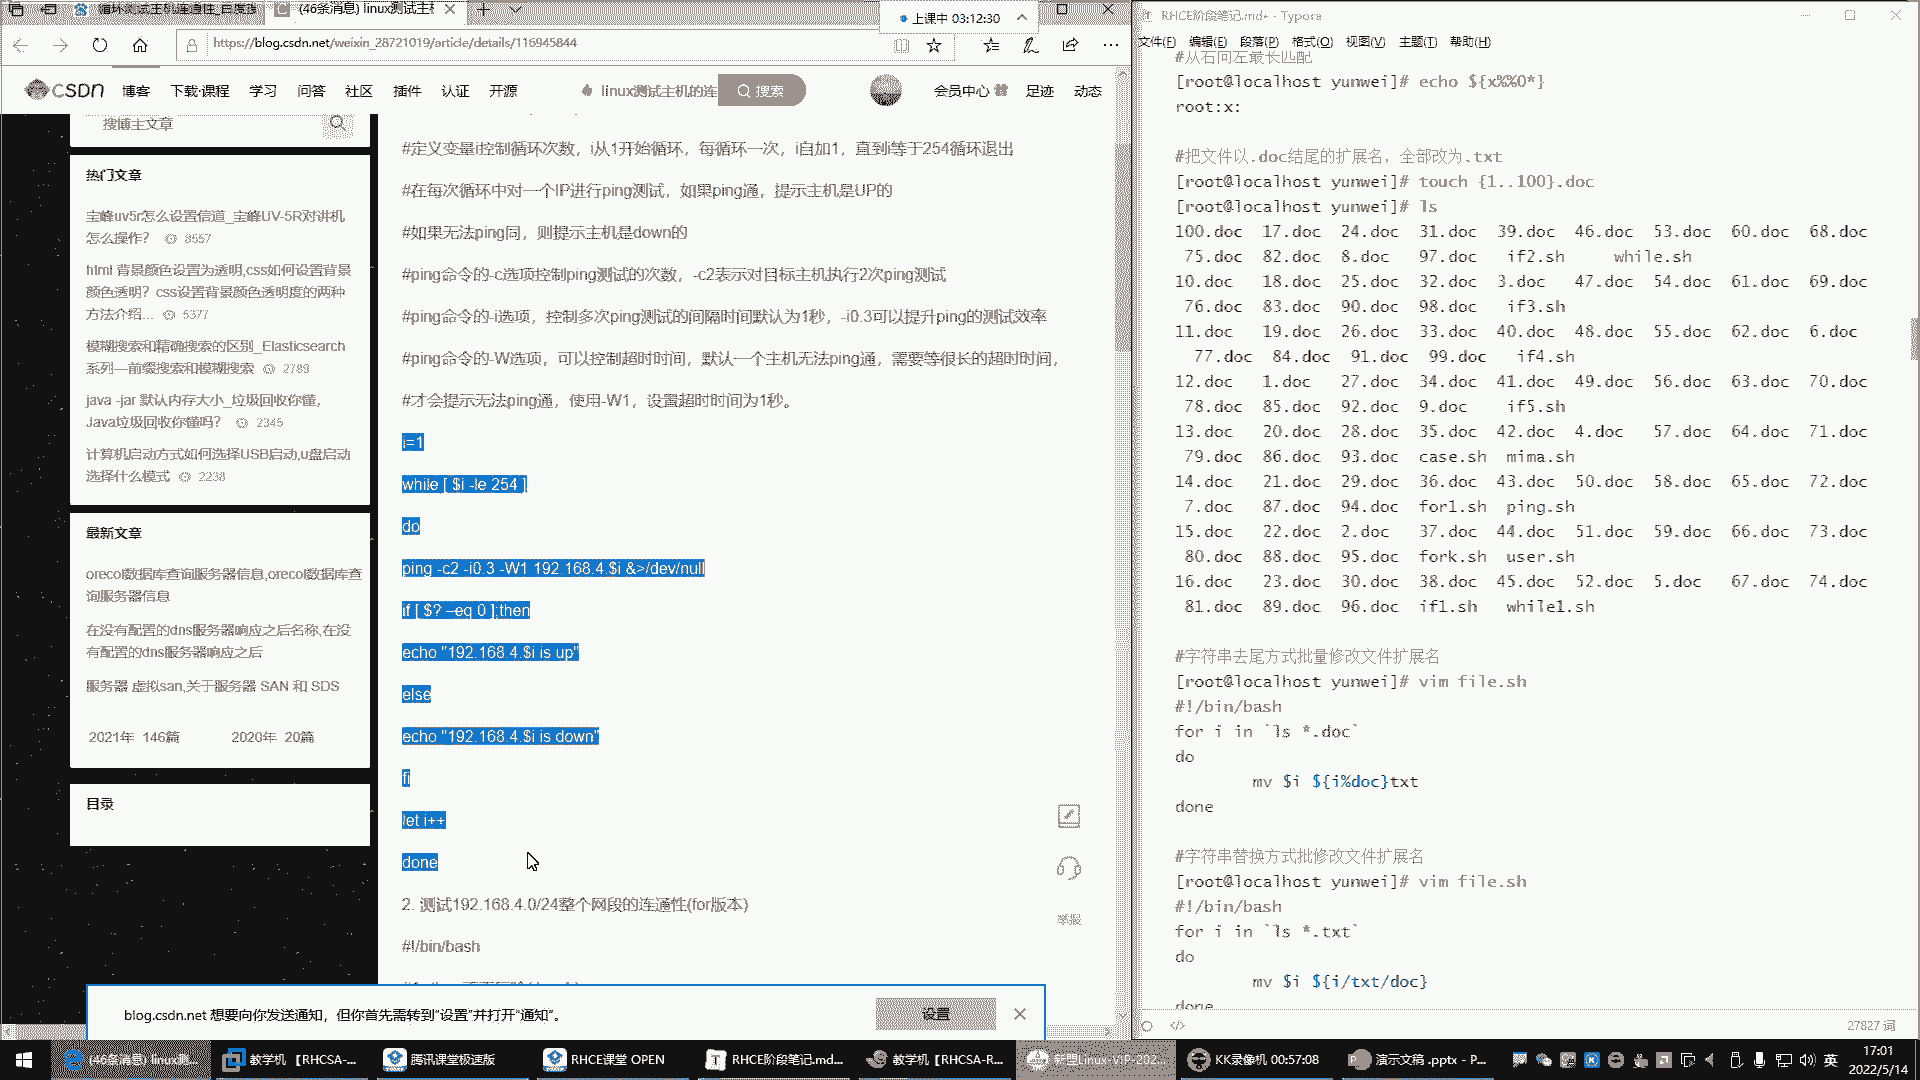 循环测试主机连通性_百度搜
(46条消息) linux测试主机
上课中 03:12:30
https://blog.csdn.net/weixin_28721019/article/details/116945844
CSDN 博客 下载·课程 学习 问答 社区 插件 认证 开源 linux测试主机的连 搜索 会员中心 足迹 动态
搜博主文章
热门文章
宝峰uv5r怎么设置信道_宝峰UV-5R对讲机
怎么操作? 8557
html 背景颜色设置为透明,css如何设置背景
颜色透明? css设置背景颜色透明度的两种
方法介绍... 5377
模糊搜索和精确搜索的区别_Elasticsearch
系列—前缀搜索和模糊搜索 2789
java -jar 默认内存大小_垃圾回收你懂,
Java垃圾回收你懂吗? 2345
计算机启动方式如何选择USB启动,u盘启动
选择什么模式 2238
最新文章
orecol数据库查询服务器信息,orecol数据库查
询服务器信息
在没有配置的dns服务器响应之后名称,在没
有配置的dns服务器响应之后
服务器 虚拟san,关于服务器 SAN 和 SDS
2021年 146篇 2020年 20篇
目录
#定义变量i控制循环次数，i从1开始循环，每循环一次，i自加1，直到i等于254循环退出
#在每次循环中对一个IP进行ping测试，如果ping通，提示主机是UP的
#如果无法ping同，则提示主机是down的
#ping命令的-c选项控制ping测试的次数，-c2表示对目标主机执行2次ping测试
#ping命令的-i选项，控制多次ping测试的间隔时间默认为1秒，-i0.3可以提升ping的测试效率
#ping命令的-W选项，可以控制超时时间，默认一个主机无法ping通，需要等很长的超时时间，
#才会提示无法ping通，使用-W1，设置超时时间为1秒。
i=1
while [ $i -le 254 ]
do
ping -c2 -i0.3 -W1 192.168.4.$i &>/dev/null
if [ $? –eq 0 ];then
echo "192.168.4.$i is up"
else
echo "192.168.4.$i is down"
fi
let i++
done
2. 测试192.168.4.0/24整个网段的连通性(for版本)
#!/bin/bash
举报
blog.csdn.net 想要向你发送通知，但你首先需转到“设置”并打开“通知”。 设置
RHCE阶段笔记.md• - Typora
文件(F) 编辑(E) 段落(P) 格式(O) 视图(V) 主题(T) 帮助(H)
#从右向左最长匹配
[root@localhost yunwei]# echo ${x%%0*}
root:x:
#把文件以.doc结尾的扩展名，全部改为.txt
[root@localhost yunwei]# touch {1..100}.doc
[root@localhost yunwei]# ls
100.doc 17.doc 24.doc 31.doc 39.doc 46.doc 53.doc 60.doc 68.doc
75.doc 82.doc 8.doc 97.doc if2.sh while.sh
10.doc 18.doc 25.doc 32.doc 3.doc 47.doc 54.doc 61.doc 69.doc
76.doc 83.doc 90.doc 98.doc if3.sh
11.doc 19.doc 26.doc 33.doc 40.doc 48.doc 55.doc 62.doc 6.doc
77.doc 84.doc 91.doc 99.doc if4.sh
12.doc 1.doc 27.doc 34.doc 41.doc 49.doc 56.doc 63.doc 70.doc
78.doc 85.doc 92.doc 9.doc if5.sh
13.doc 20.doc 28.doc 35.doc 42.doc 4.doc 57.doc 64.doc 71.doc
79.doc 86.doc 93.doc case.sh mima.sh
14.doc 21.doc 29.doc 36.doc 43.doc 50.doc 58.doc 65.doc 72.doc
7.doc 87.doc 94.doc for1.sh ping.sh
15.doc 22.doc 2.doc 37.doc 44.doc 51.doc 59.doc 66.doc 73.doc
80.doc 88.doc 95.doc fork.sh user.sh
16.doc 23.doc 30.doc 38.doc 45.doc 52.doc 5.doc 67.doc 74.doc
81.doc 89.doc 96.doc if1.sh while1.sh
#字符串去尾方式批量修改文件扩展名
[root@localhost yunwei]# vim file.sh
#!/bin/bash
for i in `ls *.doc`
do
mv $i ${i%doc}txt
done
#字符串替换方式批修改文件扩展名
[root@localhost yunwei]# vim file.sh
#!/bin/bash
for i in `ls *.txt`
do
mv $i ${i/txt/doc}
done
27827 词
(46条消息) linux测... 教学机 【RHCSA-... 腾讯课堂极速版 RHCE课堂 OPEN RHCE阶段笔记.md... 教学机【RHCSA-R... 新盟Linux-VIP-202... KK录像机 00:57:08 演示文稿 .pptx - P... 英 17:01
2022/5/14